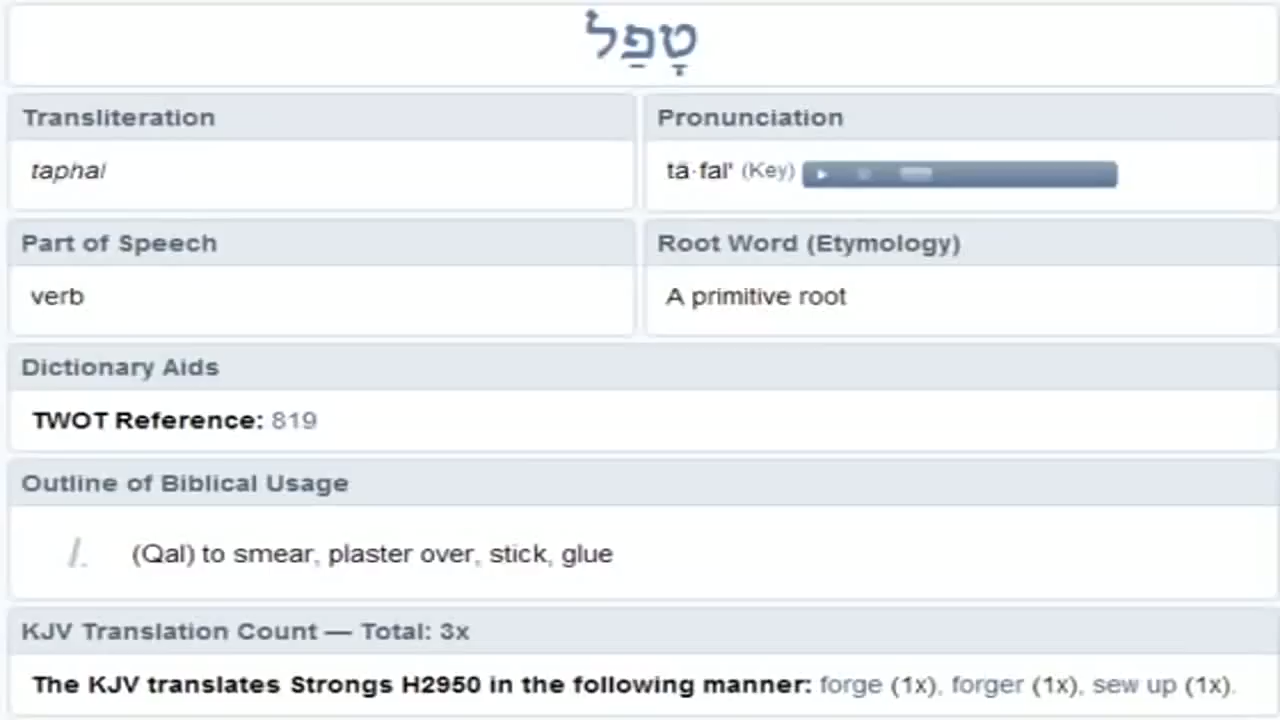 טָפַל
Transliteration
Pronunciation
taphal
tä·fal' (Key)
Part of Speech
Root Word (Etymology)
verb
A primitive root
Dictionary Aids
TWOT Reference: 819
Outline of Biblical Usage
I. (Qal) to smear, plaster over, stick, glue
KJV Translation Count — Total: 3x
The KJV translates Strongs H2950 in the following manner: forge (1x), forger (1x), sew up (1x).